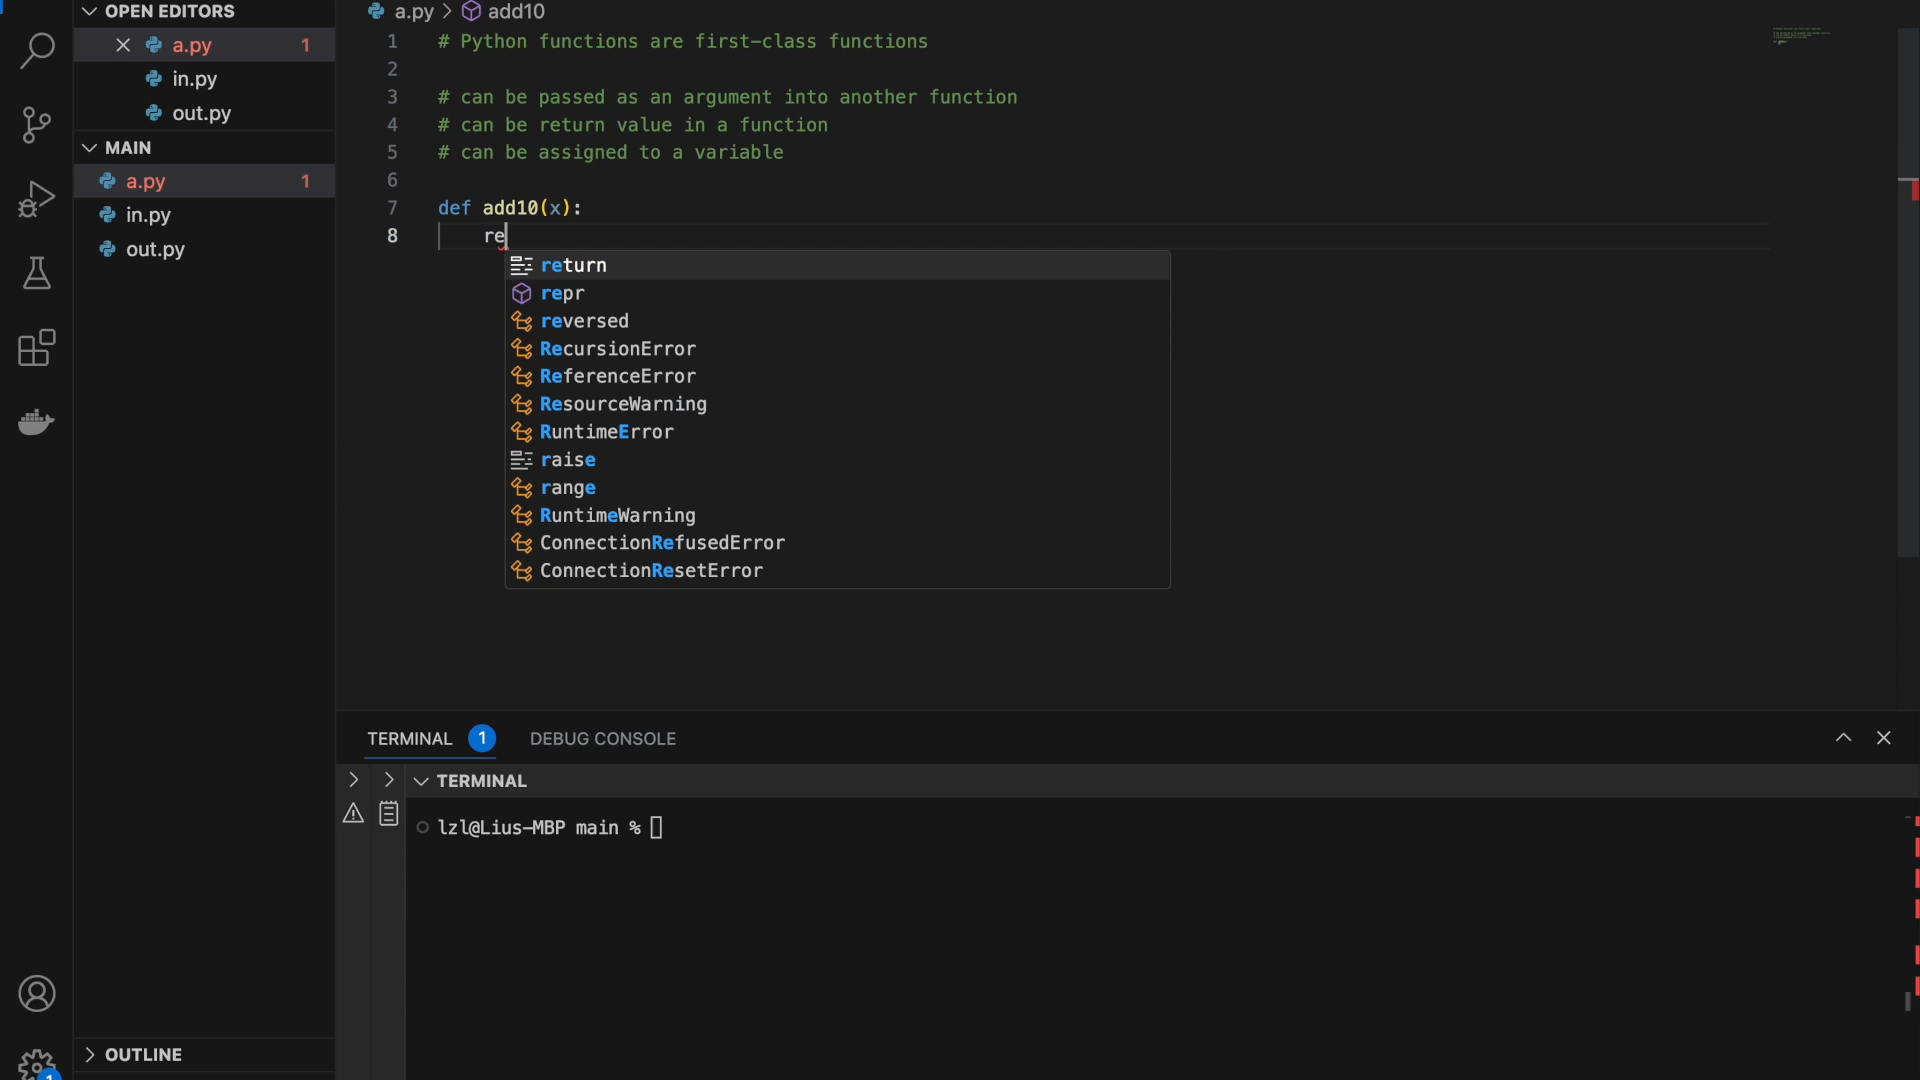 OPEN EDITORS
a.py 1
in.py
out.py
MAIN
a.py 1
in.py
out.py
OUTLINE
1
a.py > add10
1 # Python functions are first-class functions
2
3 # can be passed as an argument into another function
4 # can be return value in a function
5 # can be assigned to a variable
6
7 def add10(x):
8 re
return
repr
reversed
RecursionError
ReferenceError
ResourceWarning
RuntimeError
raise
range
RuntimeWarning
ConnectionRefusedError
ConnectionResetError
TERMINAL 1 DEBUG CONSOLE
TERMINAL
lzl@Lius-MBP main %